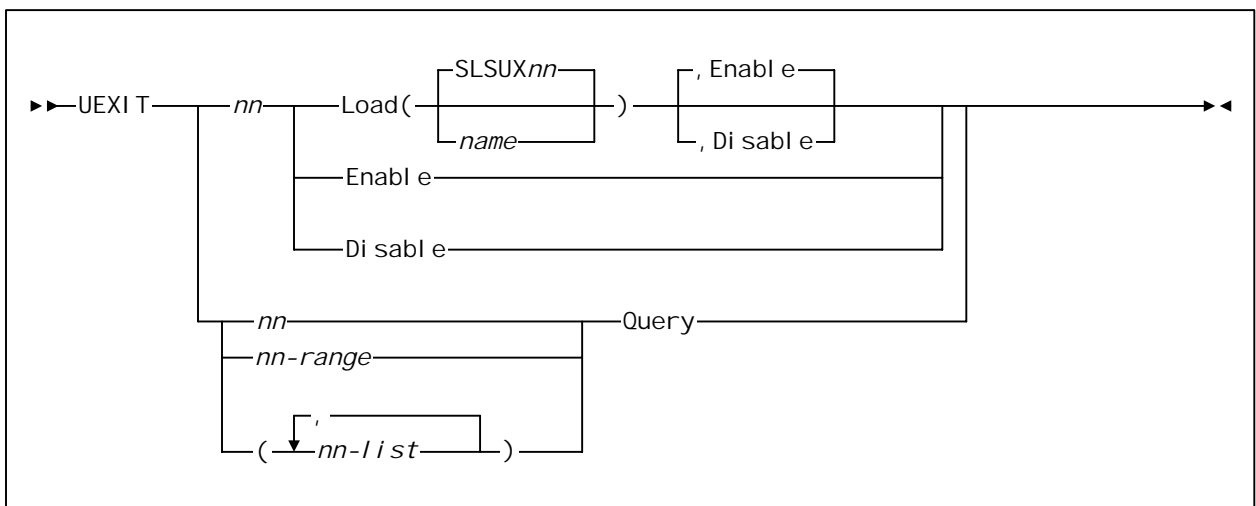 SLSUXnn , Enable
UEXIT nn Load( )
name , Disable
Enable
Disable
nn Query
nn-range
,
( nn-list )